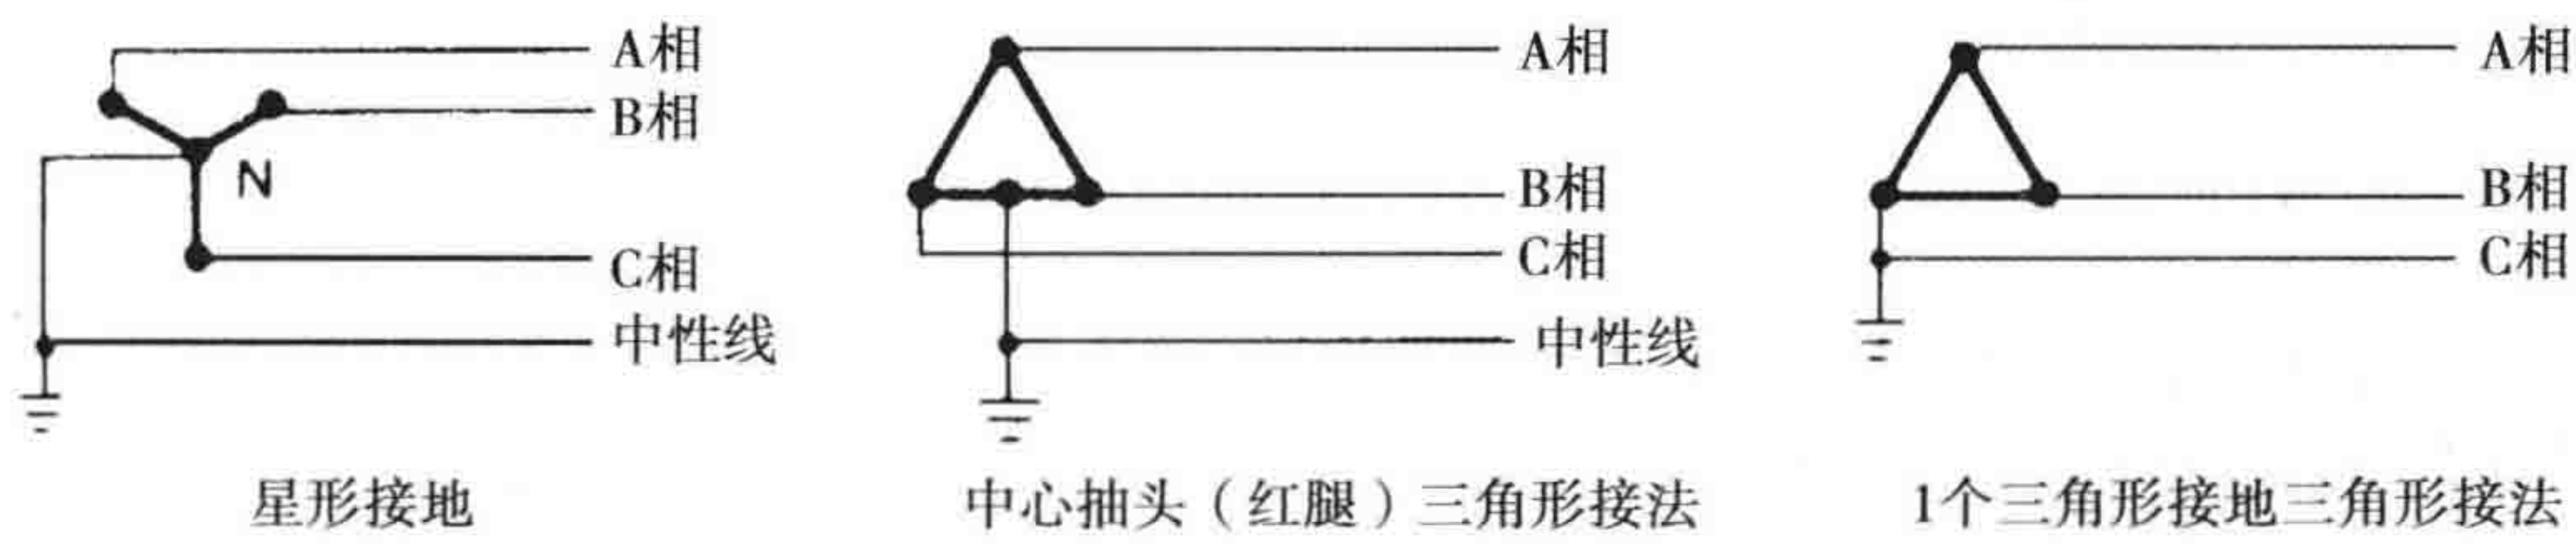 A相
B相
N
C相
中性线
星形接地
A相
B相
C相
中性线
中心抽头（红腿）三角形接法
A相
B相
C相
1个三角形接地三角形接法